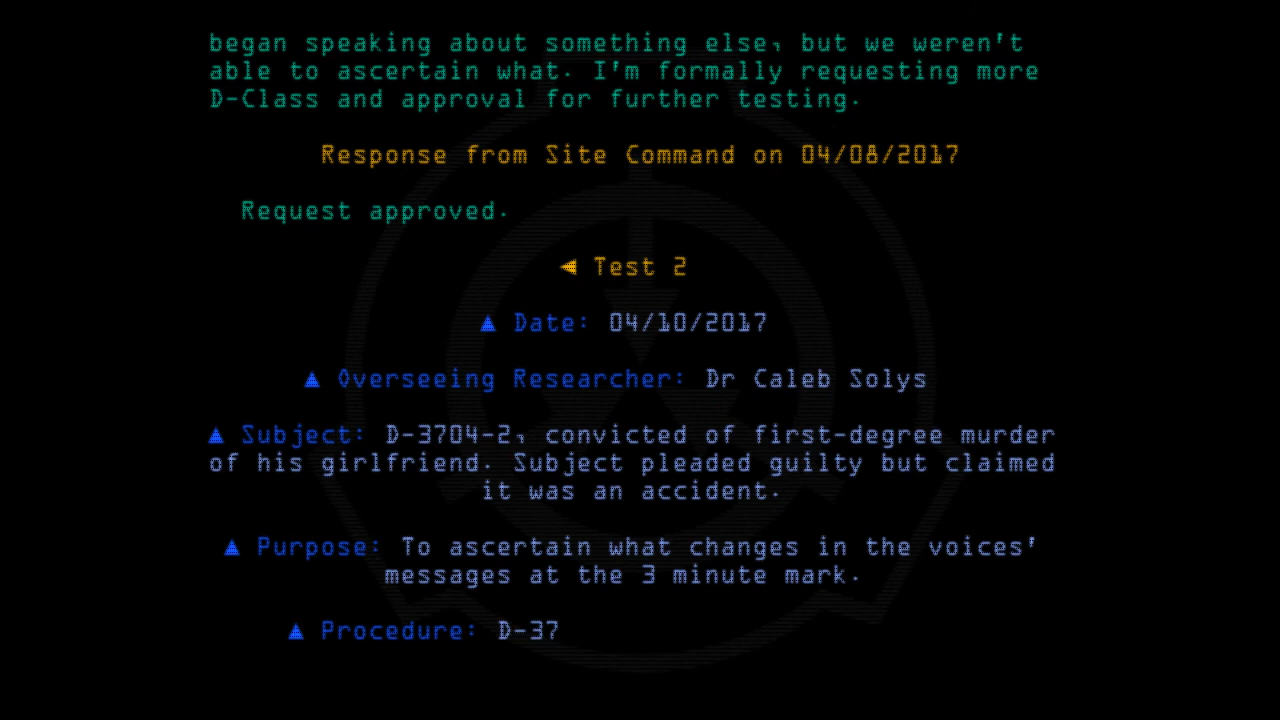 began speaking about something else, but we weren't
able to ascertain what. I'm formally requesting more
D-Class and approval for further testing.
Response from Site Command on 04/08/2017
Request approved.
◄ Test 2
▲ Date: 04/10/2017
▲ Overseeing Researcher: Dr Caleb Solys
▲ Subject: D-3704-2, convicted of first-degree murder
of his girlfriend. Subject pleaded guilty but claimed
it was an accident.
▲ Purpose: To ascertain what changes in the voices'
messages at the 3 minute mark.
▲ Procedure: D-37